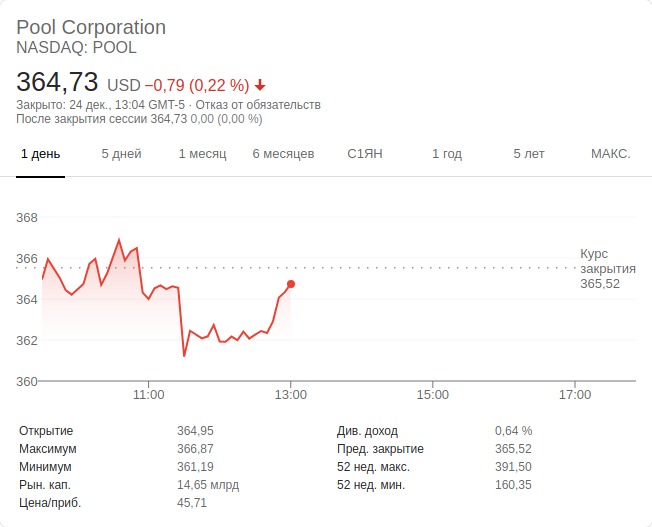 Pool Corporation
NASDAQ: POOL
364,73 USD −0,79 (0,22 %)
Закрыто: 24 дек., 13:04 GMT-5 · Отказ от обязательств
После закрытия сессии 364,73 0,00 (0,00 %)
1 день 5 дней 1 месяц 6 месяцев С1ЯН 1 год 5 лет МАКС.
368
366
364
362
360
Курс
закрытия
365,52
11:00 13:00 15:00 17:00
Открытие 364,95 Див. доход 0,64 %
Максимум 366,87 Пред. закрытие 365,52
Минимум 361,19 52 нед. макс. 391,50
Рын. кап. 14,65 млрд 52 нед. мин. 160,35
Цена/приб. 45,71